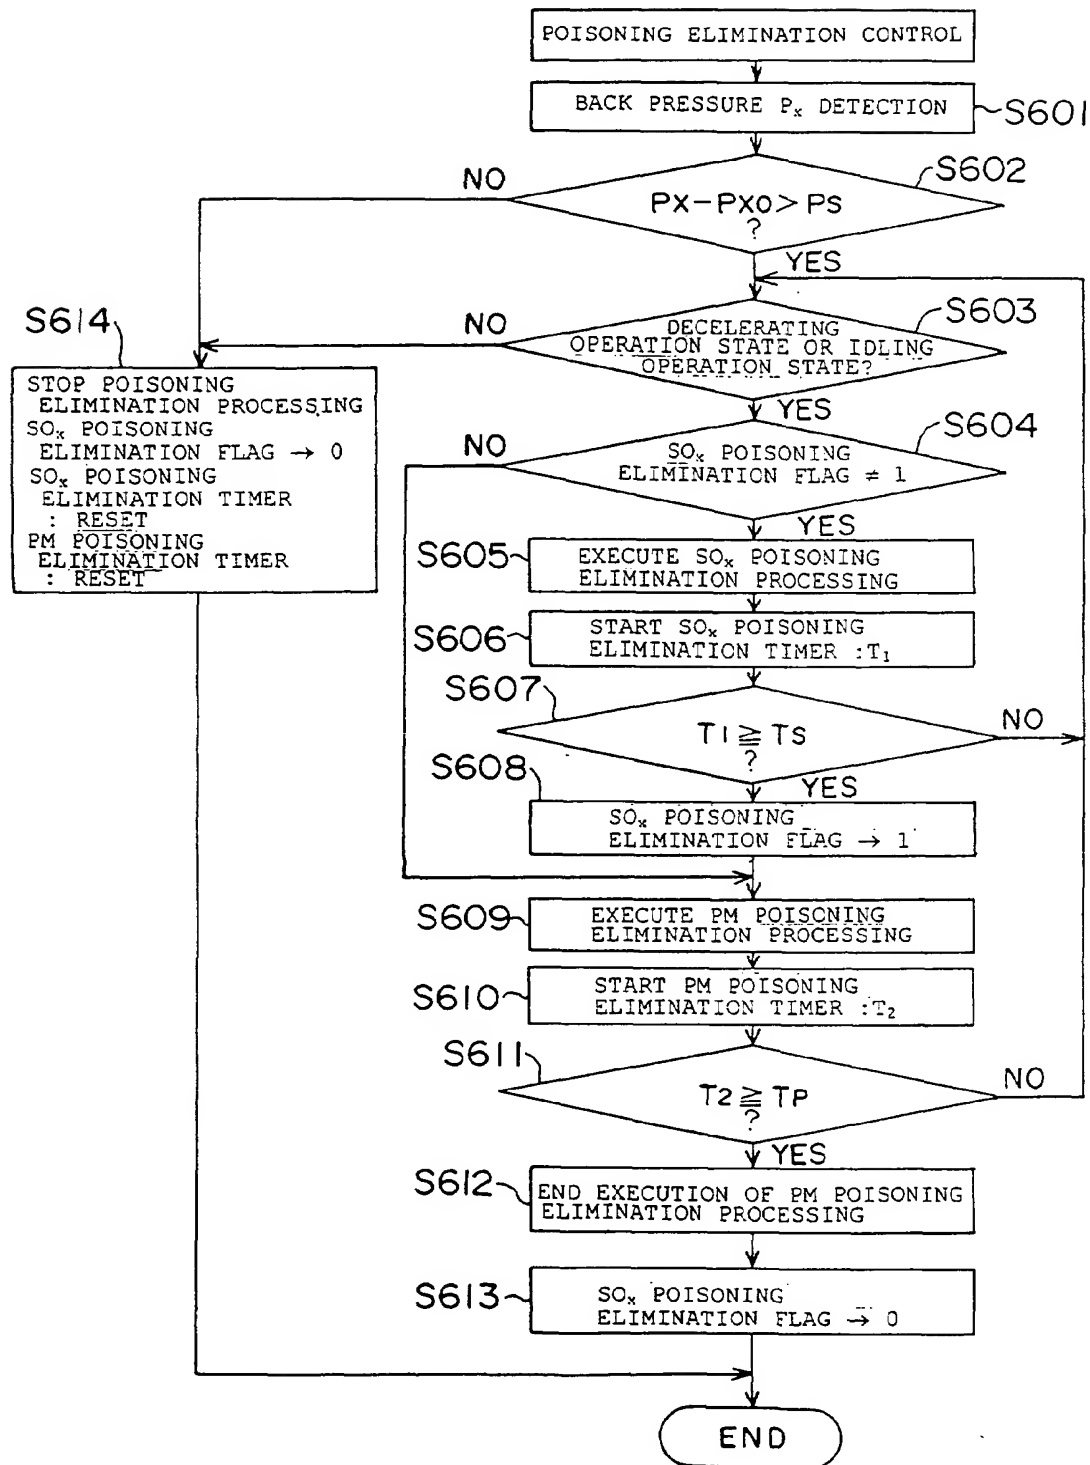 POISONING ELIMINATION CONTROL
BACK PRESSURE Pₓ DETECTION
S601
S602
NO
PX-PXO>PS
?
YES
S603
NO
DECELERATING
OPERATION STATE OR IDLING
OPERATION STATE?
YES
S614
STOP POISONING
ELIMINATION PROCESSING
SOₓ POISONING
ELIMINATION FLAG → 0
SOₓ POISONING
ELIMINATION TIMER
: RESET
PM POISONING
ELIMINATION TIMER
: RESET
S604
NO
SOₓ POISONING
ELIMINATION FLAG ≠ 1
YES
S605
EXECUTE SOₓ POISONING
ELIMINATION PROCESSING
S606
START SOₓ POISONING
ELIMINATION TIMER :T₁
S607
T1 ≧ TS
?
NO
YES
S608
SOₓ POISONING
ELIMINATION FLAG → 1
S609
EXECUTE PM POISONING
ELIMINATION PROCESSING
S610
START PM POISONING
ELIMINATION TIMER :T₂
S611
T2 ≧ TP
?
NO
YES
S612
END EXECUTION OF PM POISONING
ELIMINATION PROCESSING
S613
SOₓ POISONING
ELIMINATION FLAG → 0
END